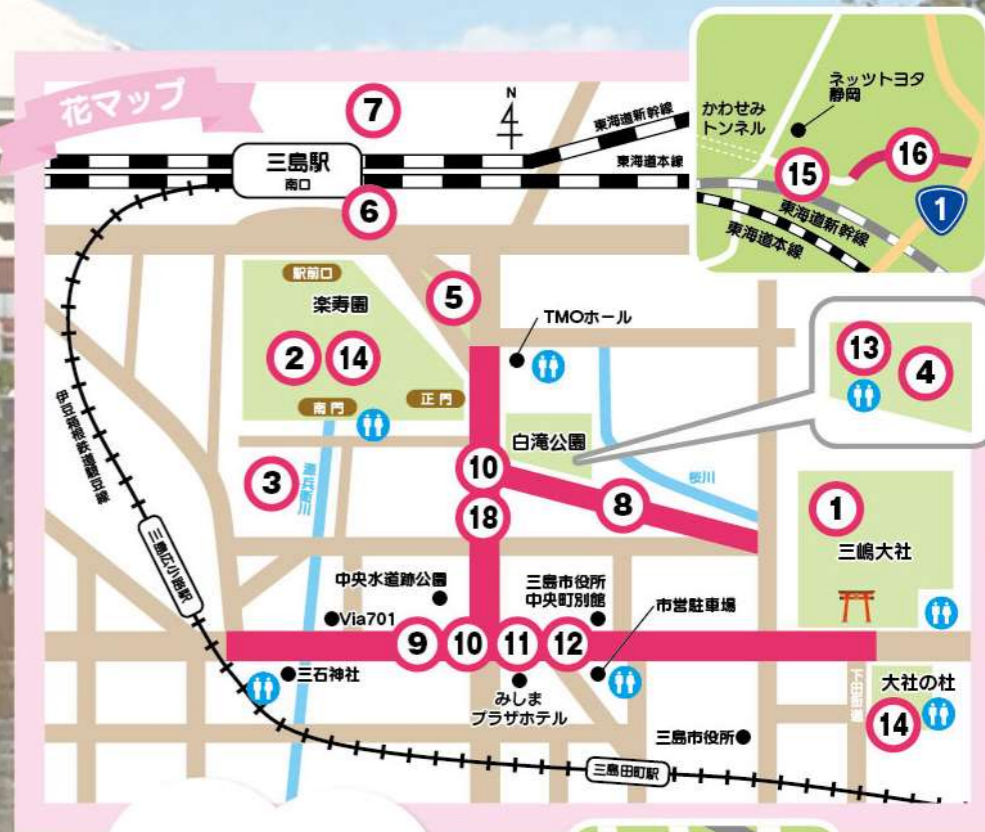 花マップ
7
N
東海道新幹線
東海道本線
三島駅
南口
6
ネッツトヨタ
静岡
かわせみ
トンネル
15
16
1
東海道新幹線
東海道本線
駅前口
楽寿園
5
TMOホール
2
14
南門
正門
13
4
白滝公園
伊豆箱根鉄道駿豆線
3
源兵衛川
10
桜川
8
18
1
三嶋大社
三島広小路駅
中央水道跡公園
三島市役所
中央町別館
市営駐車場
Via701
9
10
11
12
三石神社
みしま
プラザホテル
下田街道
大社の杜
14
三島市役所
三島田町駅